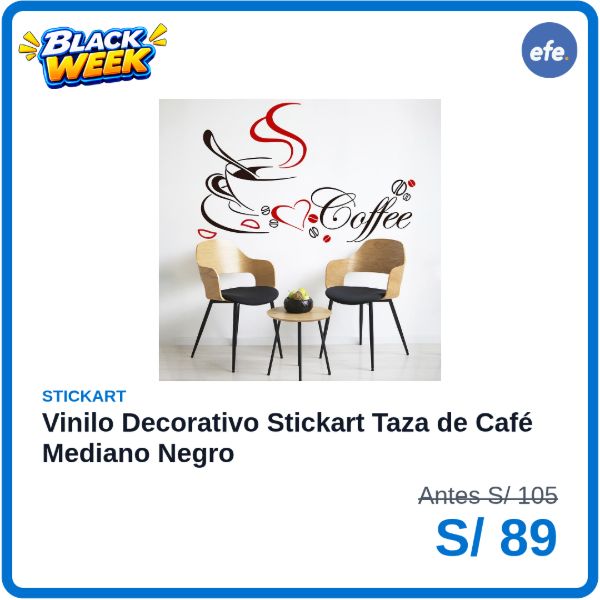 BLACK
WEEK
efe.
Coffee
STICKART
Vinilo Decorativo Stickart Taza de Café
Mediano Negro
Antes S/ 105
S/ 89